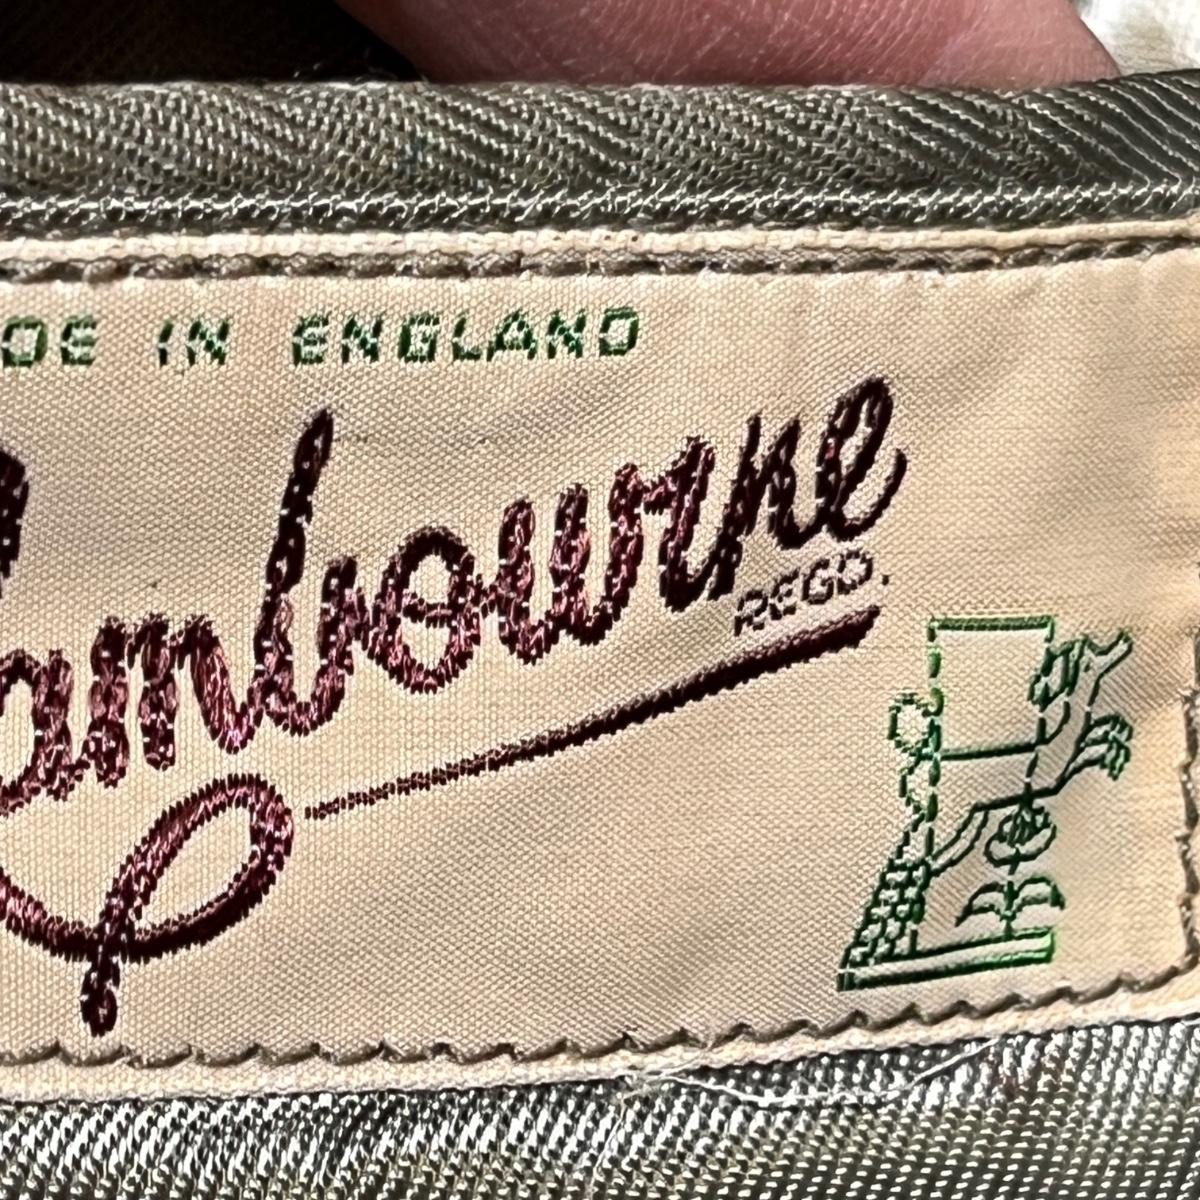 DE IN ENGLAND
ambourne
REGD.